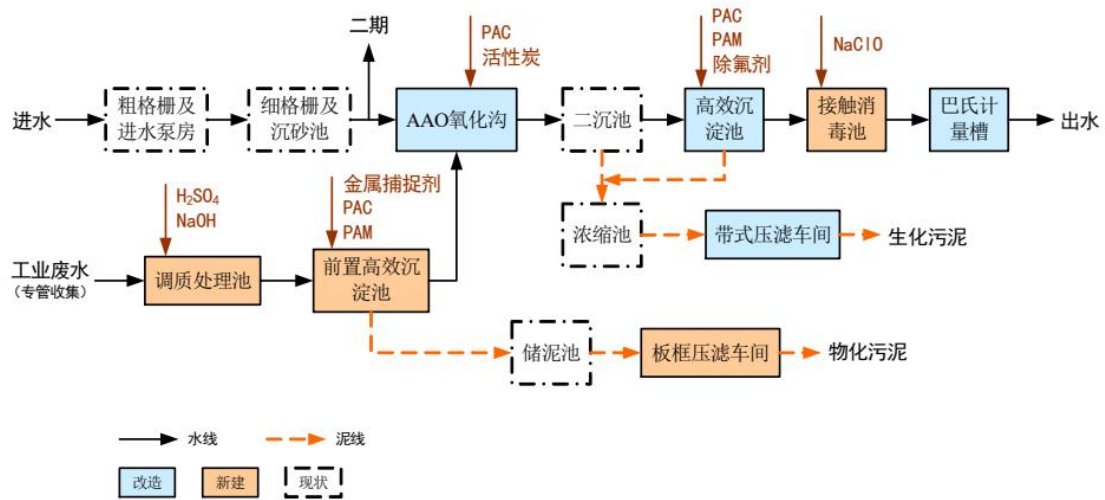 二期
PAC
活性炭
PAC
PAM
除氟剂
NaClO
进水
粗格栅及
进水泵房
细格栅及
沉砂池
AAO氧化沟
二沉池
高效沉
淀池
接触消
毒池
巴氏计
量槽
出水
H₂SO₄
NaOH
金属捕捉剂
PAC
PAM
浓缩池
带式压滤车间
生化污泥
工业废水
(专管收集)
调质处理池
前置高效沉
淀池
储泥池
板框压滤车间
物化污泥
水线
泥线
改造
新建
现状